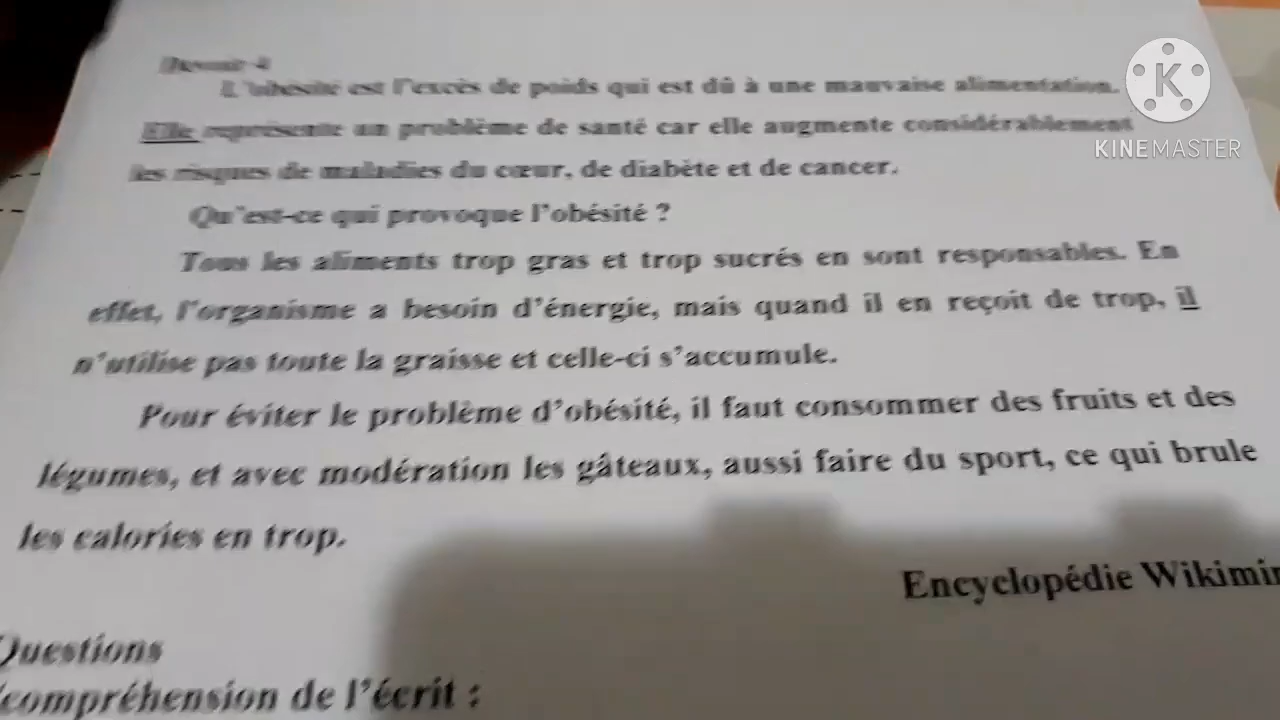 Devoir 4
L'obésité est l'excès de poids qui est dû à une mauvaise alimentation.
Elle représente un problème de santé car elle augmente considérablement
les risques de maladies du cœur, de diabète et de cancer.
Qu'est-ce qui provoque l'obésité ?
Tous les aliments trop gras et trop sucrés en sont responsables. En
effet, l'organisme a besoin d'énergie, mais quand il en reçoit de trop, il
n'utilise pas toute la graisse et celle-ci s'accumule.
Pour éviter le problème d'obésité, il faut consommer des fruits et des
légumes, et avec modération les gâteaux, aussi faire du sport, ce qui brule
les calories en trop.
Encyclopédie Wikimin
Questions
compréhension de l'écrit :
KINEMASTER